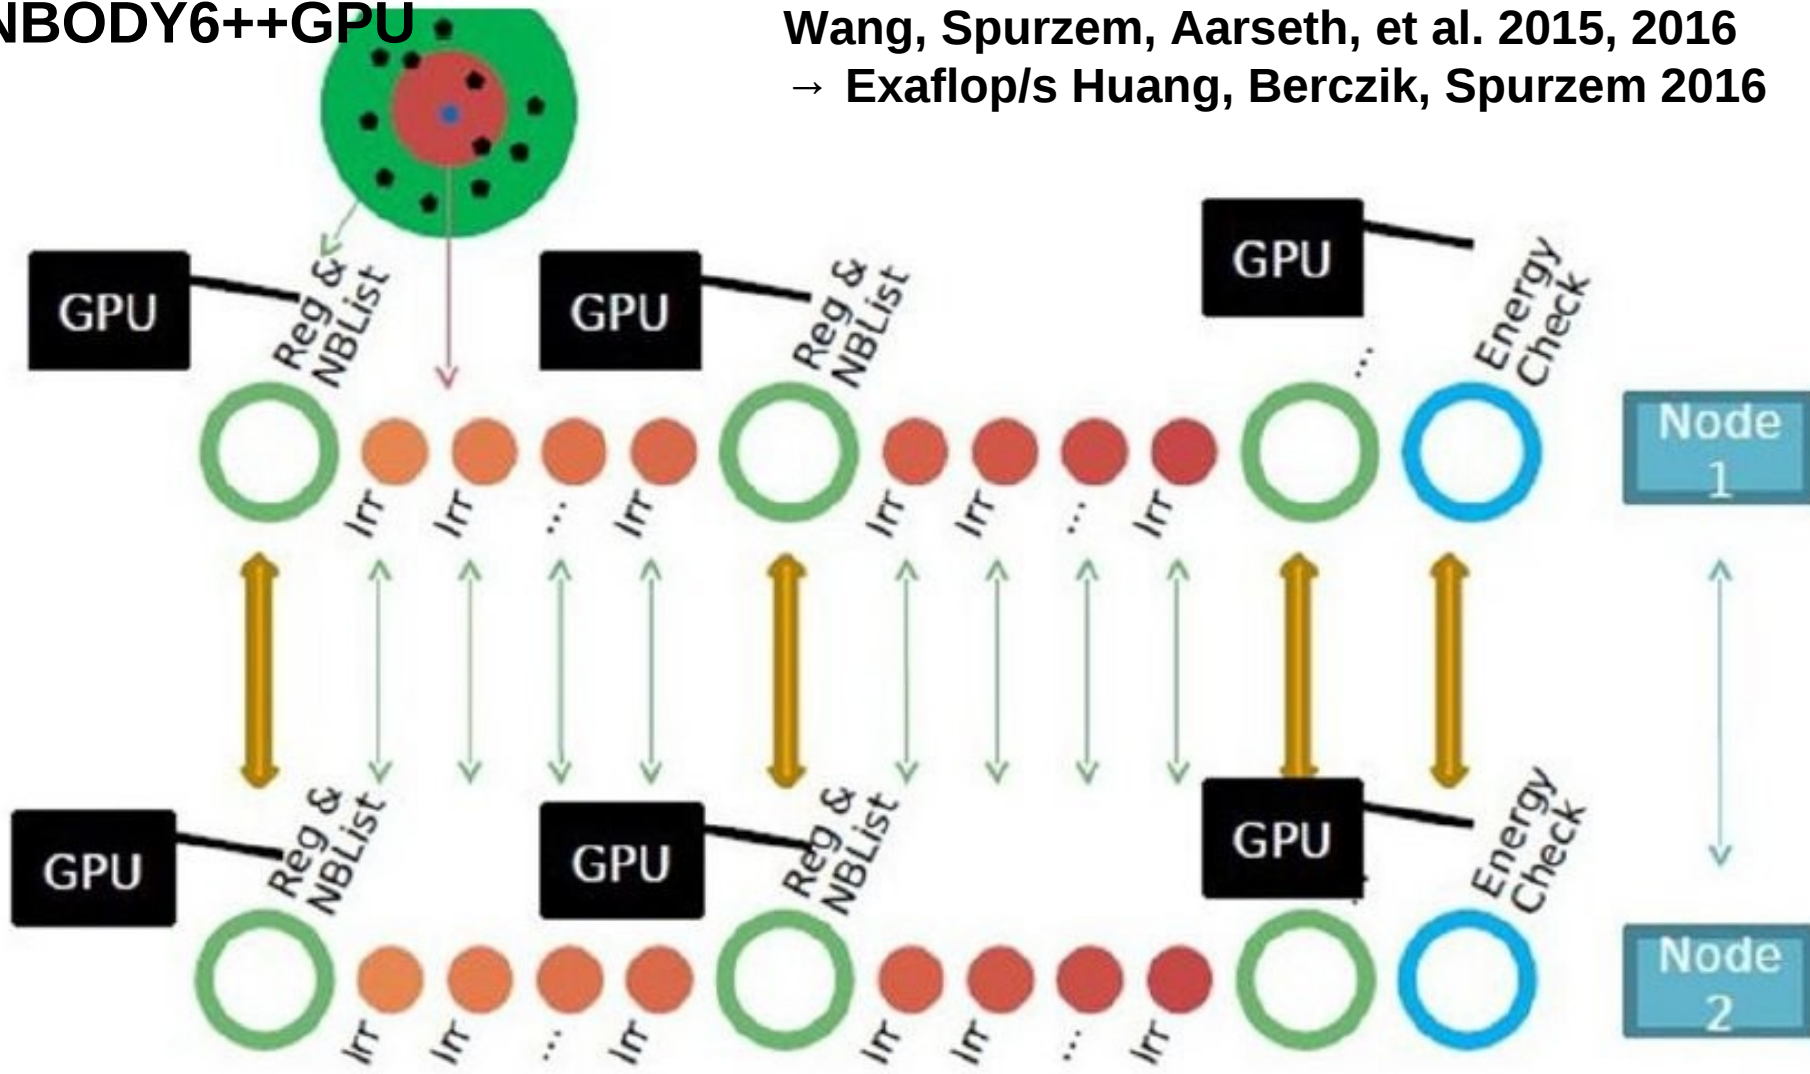 NBODY6++GPU
Wang, Spurzem, Aarseth, et al. 2015, 2016
→ Exaflop/s Huang, Berczik, Spurzem 2016
GPU
Reg &
NBList
GPU
Reg &
NBList
GPU
...
Energy
Check
Node
1
Irr
Irr
...
Irr
Irr
Irr
...
Irr
GPU
Reg &
NBList
GPU
Reg &
NBList
GPU
Energy
Check
Node
2
Irr
Irr
...
Irr
Irr
Irr
...
Irr